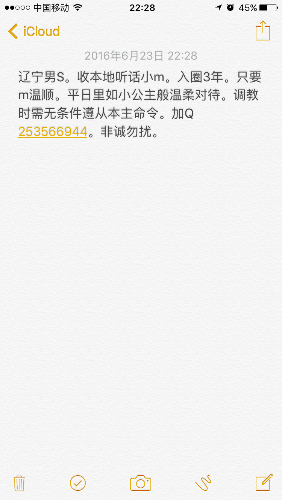 中国移动
22:28
45%
iCloud
2016年6月23日 22:28
辽宁男S。收本地听话小m。入圈3年。只要
m温顺。平日里如小公主般温柔对待。调教
时需无条件遵从本主命令。加Q
253566944。非诚勿扰。